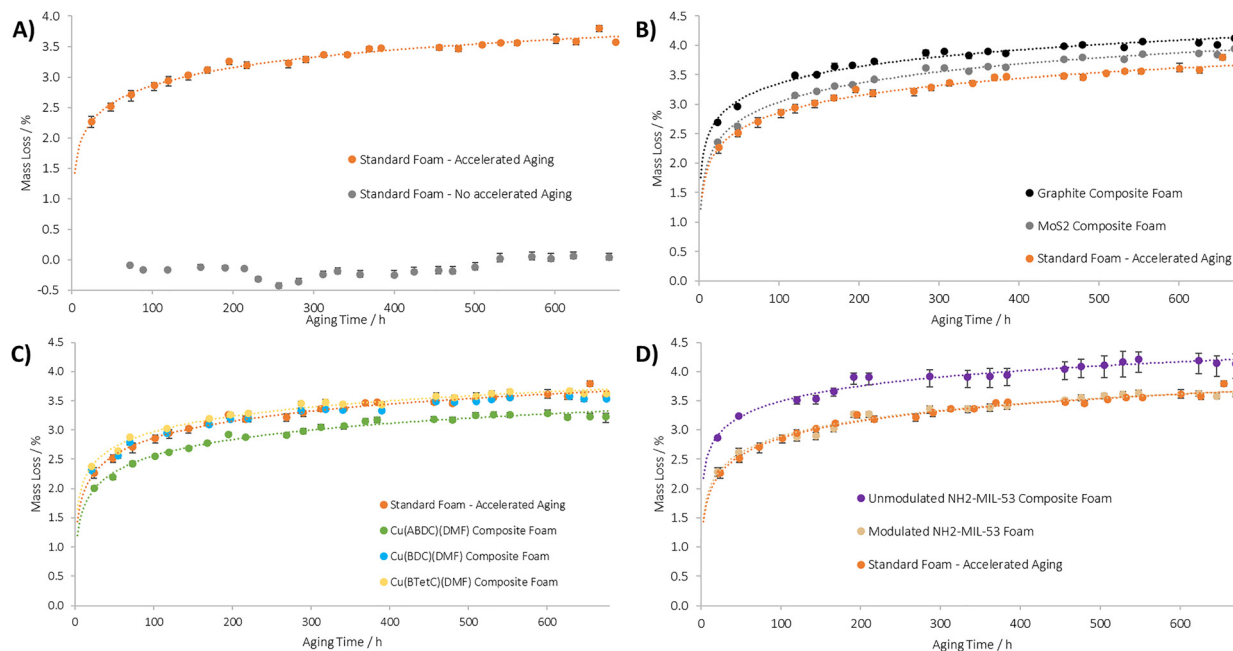 A)
4.0
3.5
3.0
2.5
2.0
1.5
1.0
0.5
0.0
-0.5
Mass Loss / %
Standard Foam - Accelerated Aging
Standard Foam - No accelerated Aging
0 100 200 300 400 500 600
Aging Time / h
B)
4.5
4.0
3.5
3.0
2.5
2.0
1.5
1.0
0.5
0.0
Mass Loss / %
Graphite Composite Foam
MoS2 Composite Foam
Standard Foam - Accelerated Aging
0 100 200 300 400 500 600
Aging Time / h
C)
4.5
4.0
3.5
3.0
2.5
2.0
1.5
1.0
0.5
0.0
Mass Loss / %
Standard Foam - Accelerated Aging
Cu(ABDC)(DMF) Composite Foam
Cu(BDC)(DMF) Composite Foam
Cu(BTetC)(DMF) Composite Foam
0 100 200 300 400 500 600
Aging Time / h
D)
4.5
4.0
3.5
3.0
2.5
2.0
1.5
1.0
0.5
0.0
Mass Loss / %
Unmodulated NH2-MIL-53 Composite Foam
Modulated NH2-MIL-53 Foam
Standard Foam - Accelerated Aging
0 100 200 300 400 500 600
Aging Time / h